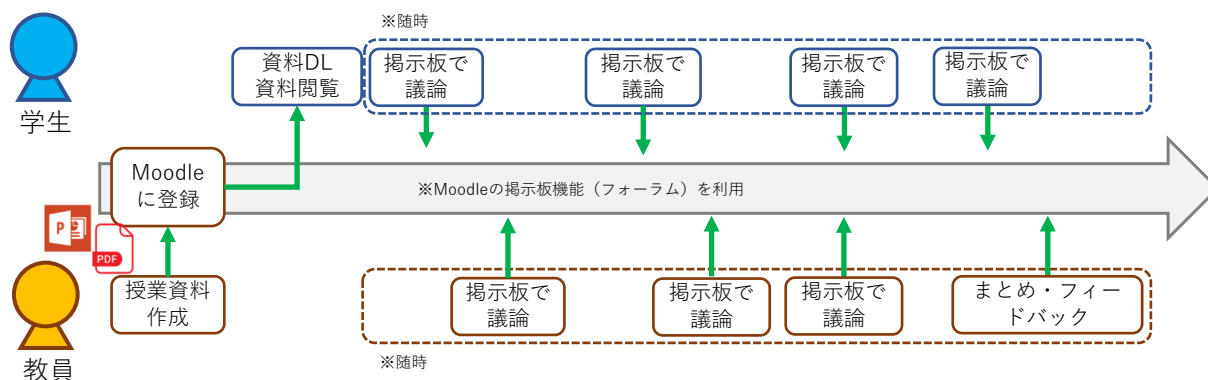 ※随時
資料DL
資料閲覧
掲示板で
議論
掲示板で
議論
掲示板で
議論
掲示板で
議論
学生
Moodle
に登録
※Moodleの掲示板機能（フォーラム）を利用
P
PDF
授業資料
作成
掲示板で
議論
掲示板で
議論
掲示板で
議論
まとめ・フィー
ドバック
教員
※随時